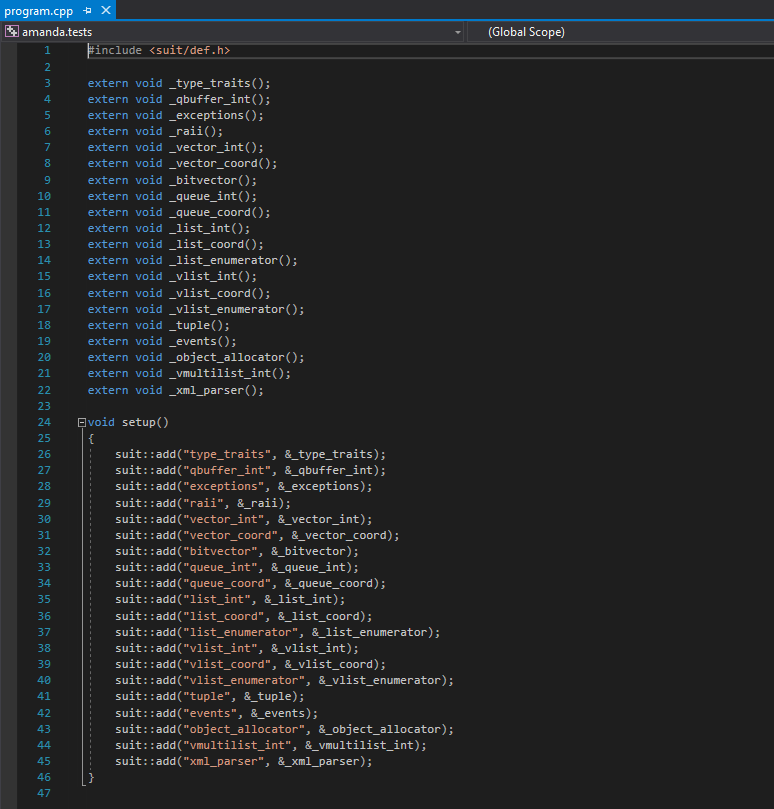 program.cpp
amanda.tests (Global Scope)
1 #include <suit/def.h>
2
3 extern void _type_traits();
4 extern void _qbuffer_int();
5 extern void _exceptions();
6 extern void _raii();
7 extern void _vector_int();
8 extern void _vector_coord();
9 extern void _bitvector();
10 extern void _queue_int();
11 extern void _queue_coord();
12 extern void _list_int();
13 extern void _list_coord();
14 extern void _list_enumerator();
15 extern void _vlist_int();
16 extern void _vlist_coord();
17 extern void _vlist_enumerator();
18 extern void _tuple();
19 extern void _events();
20 extern void _object_allocator();
21 extern void _vmultilist_int();
22 extern void _xml_parser();
23
24 void setup()
25 {
26 suit::add("type_traits", &_type_traits);
27 suit::add("qbuffer_int", &_qbuffer_int);
28 suit::add("exceptions", &_exceptions);
29 suit::add("raii", &_raii);
30 suit::add("vector_int", &_vector_int);
31 suit::add("vector_coord", &_vector_coord);
32 suit::add("bitvector", &_bitvector);
33 suit::add("queue_int", &_queue_int);
34 suit::add("queue_coord", &_queue_coord);
35 suit::add("list_int", &_list_int);
36 suit::add("list_coord", &_list_coord);
37 suit::add("list_enumerator", &_list_enumerator);
38 suit::add("vlist_int", &_vlist_int);
39 suit::add("vlist_coord", &_vlist_coord);
40 suit::add("vlist_enumerator", &_vlist_enumerator);
41 suit::add("tuple", &_tuple);
42 suit::add("events", &_events);
43 suit::add("object_allocator", &_object_allocator);
44 suit::add("vmultilist_int", &_vmultilist_int);
45 suit::add("xml_parser", &_xml_parser);
46 }
47